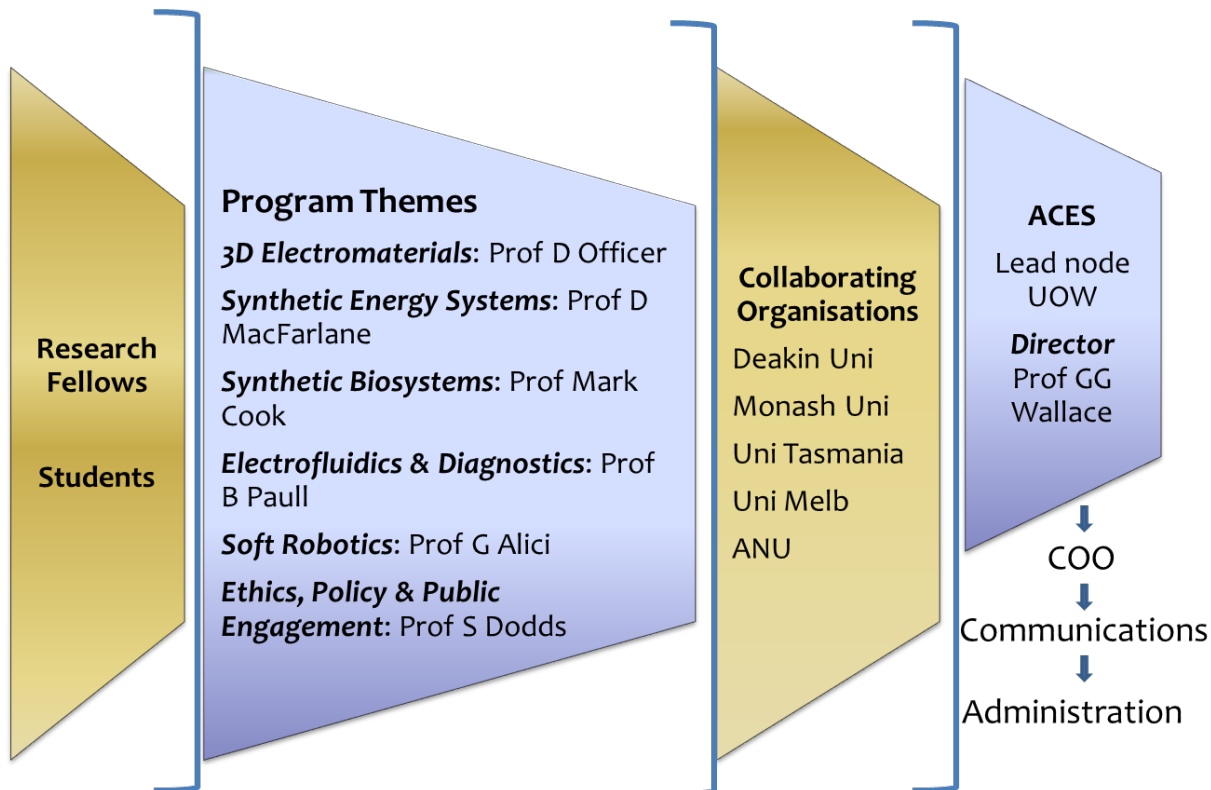 Research
Fellows
Students
Program Themes
3D Electromaterials: Prof D Officer
Synthetic Energy Systems: Prof D
MacFarlane
Synthetic Biosystems: Prof Mark
Cook
Electrofluidics & Diagnostics: Prof
B Paull
Soft Robotics: Prof G Alici
Ethics, Policy & Public
Engagement: Prof S Dodds
Collaborating
Organisations
Deakin Uni
Monash Uni
Uni Tasmania
Uni Melb
ANU
ACES
Lead node
UOW
Director
Prof GG
Wallace
COO
Communications
Administration